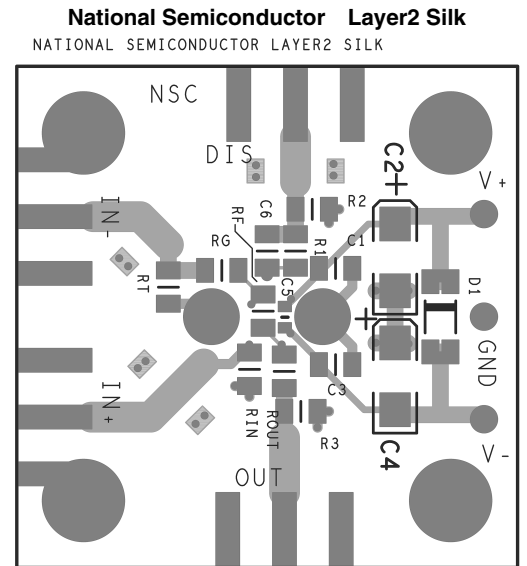 National Semiconductor Layer2 Silk
NATIONAL SEMICONDUCTOR LAYER2 SILK
NSC
DIS
C2
+
V+
IN-
RF
C6
R2
RG
R1
C1
RT
C5
D1
+
GND
IN+
C3
RIN
ROUT
R3
C4
V-
OUT